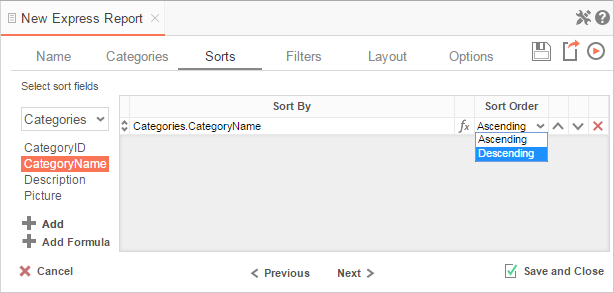 New Express Report
Name Categories Sorts Filters Layout Options
Select sort fields
Categories
CategoryID
CategoryName
Description
Picture
Add
Add Formula
Sort By Sort Order
Categories.CategoryName fx Ascending
Ascending
Descending
Cancel Previous Next Save and Close